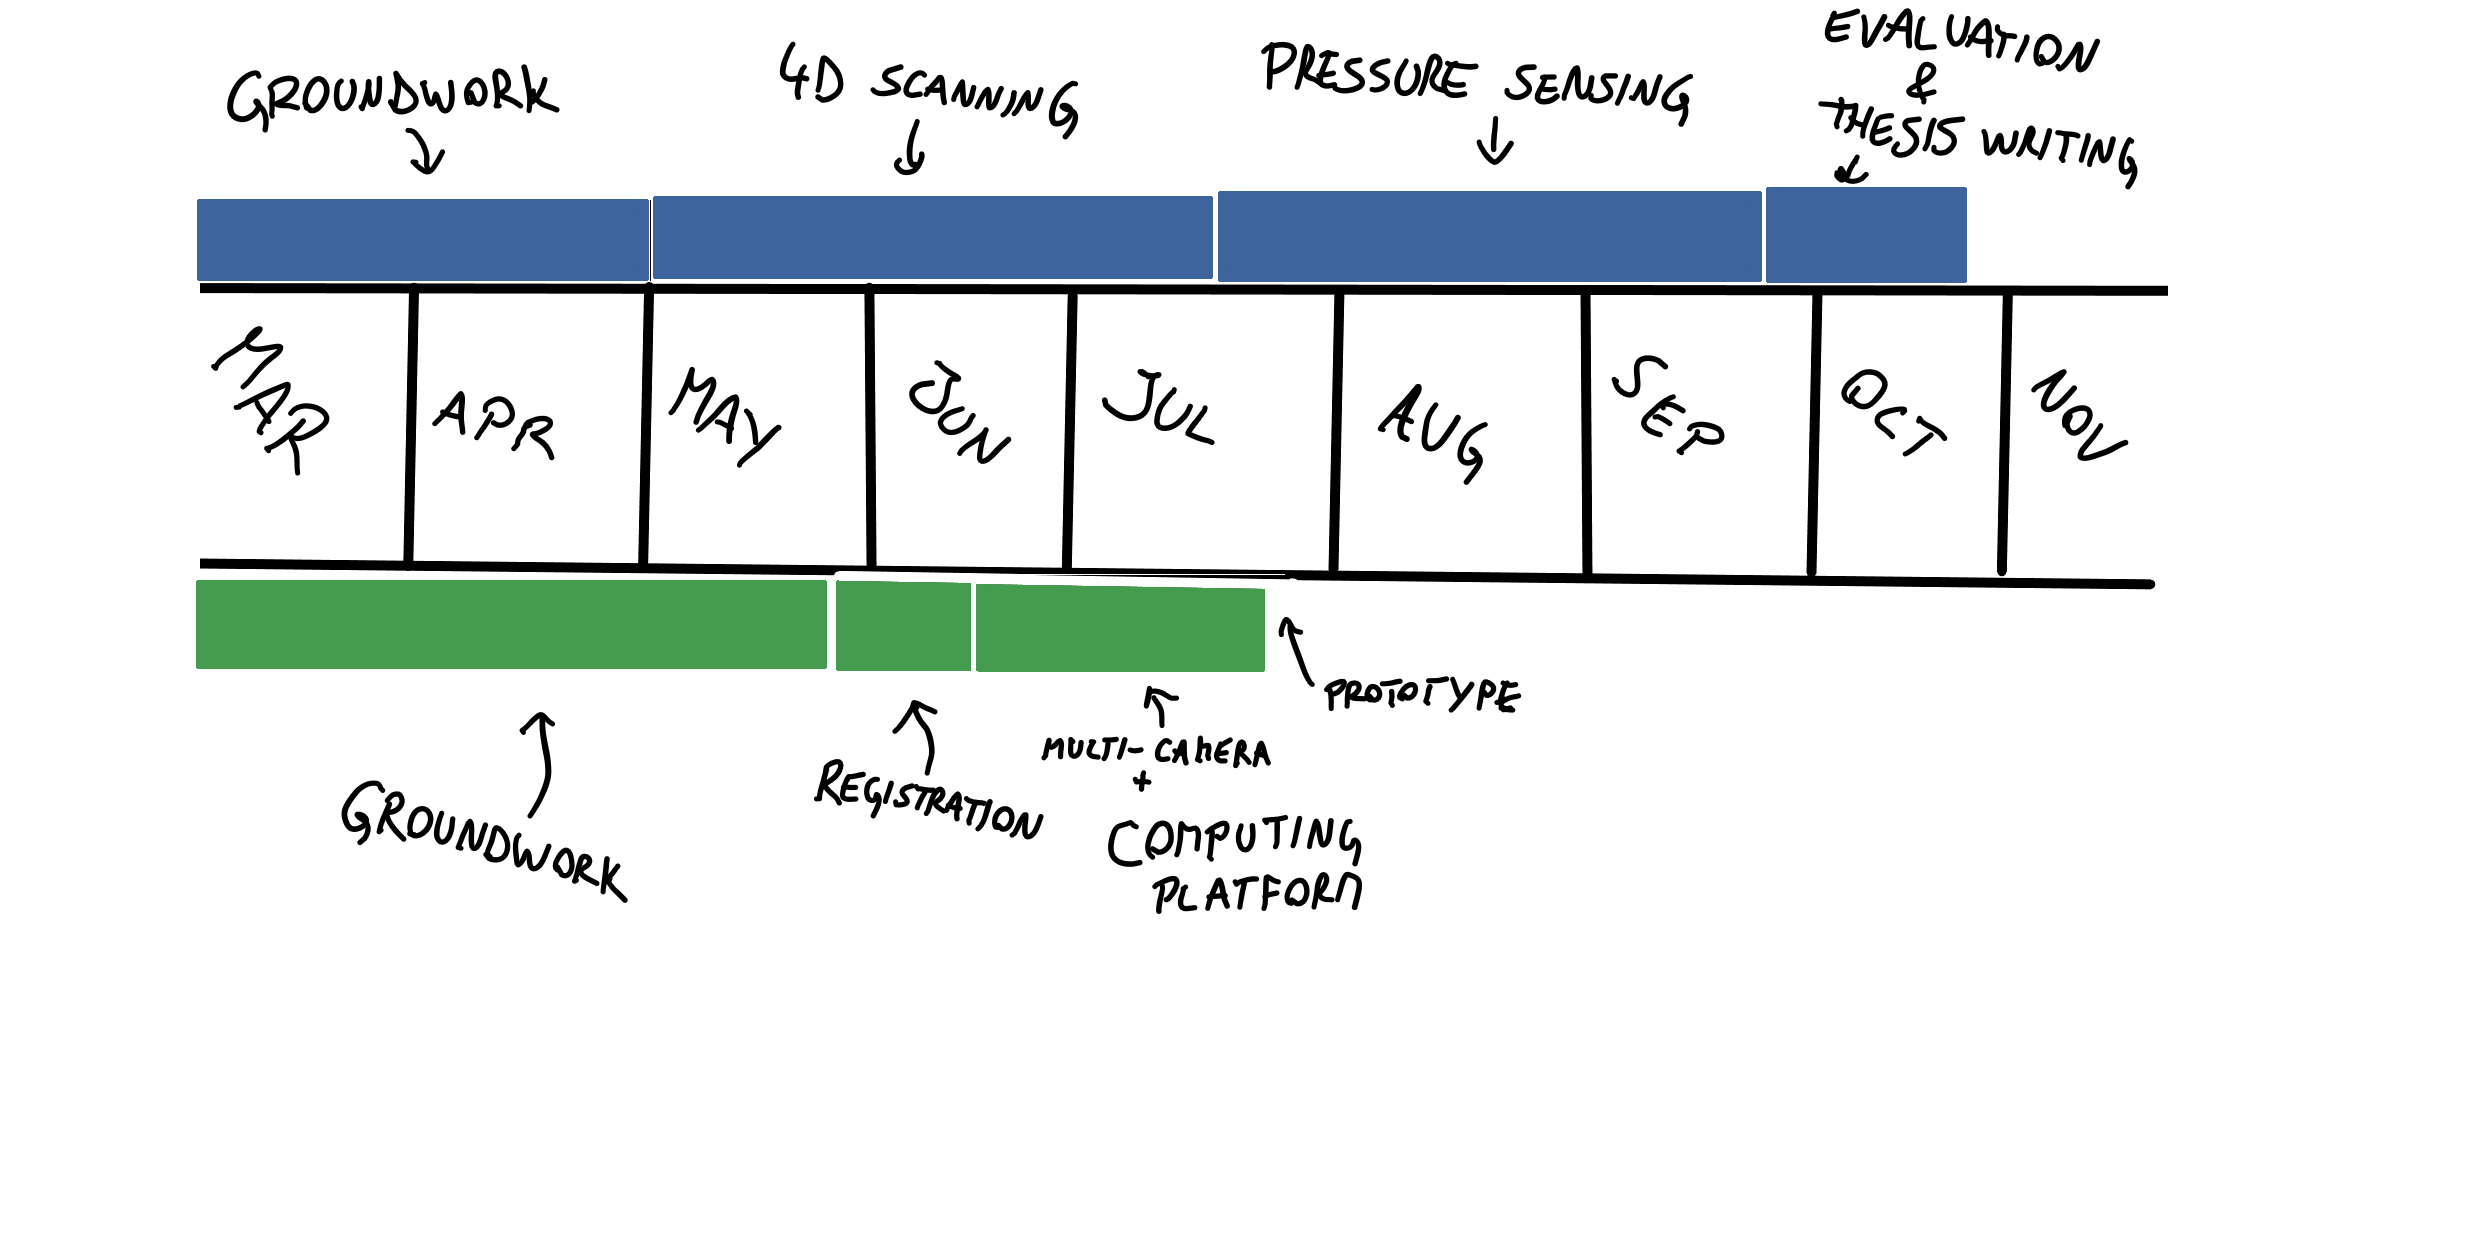 GROUNDWORK
4D SCANNING
PRESSURE SENSING
EVALUATION
&
THESIS WRITING
MAR
APR
MAY
JUN
JUL
AUG
SEP
OCT
NOV
GROUNDWORK
REGISTRATION
MULTI-CAMERA
+
COMPUTING
PLATFORM
PROTOTYPE